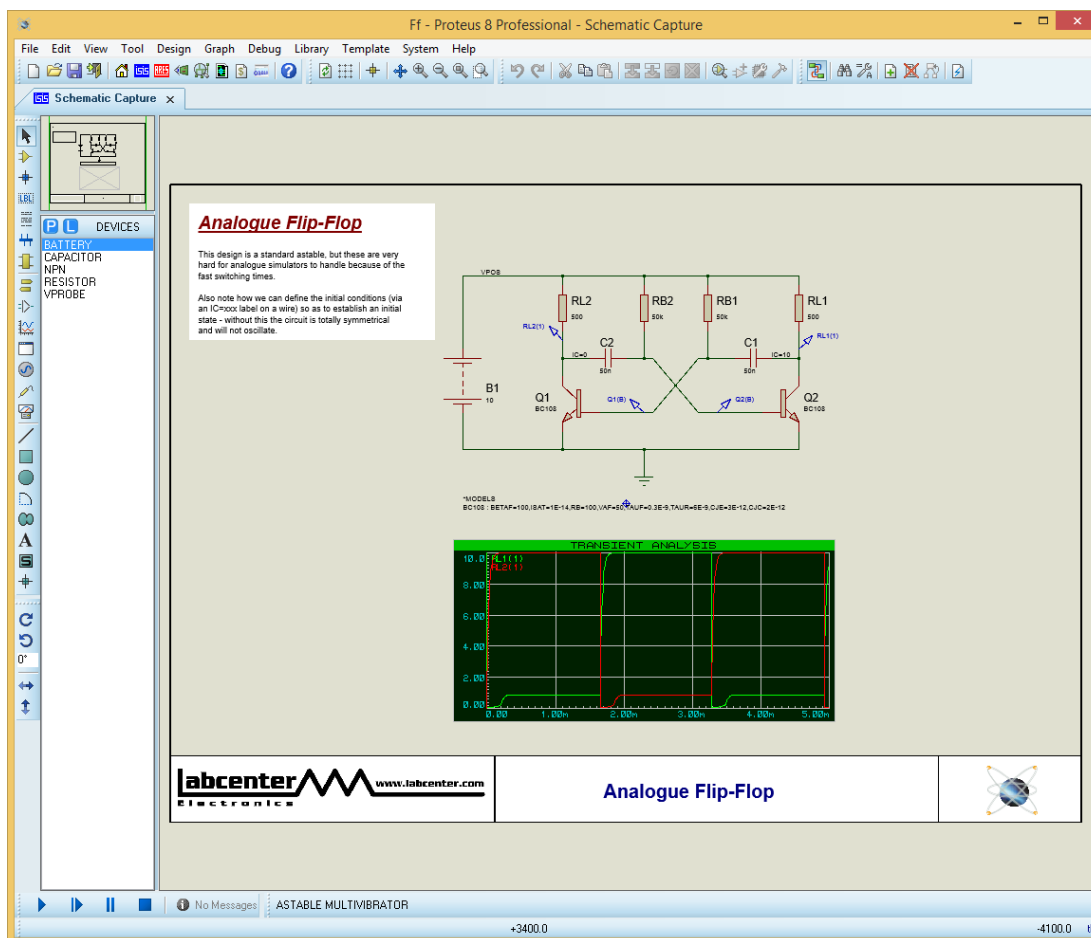 Ff - Proteus 8 Professional - Schematic Capture
File Edit View Tool Design Graph Debug Library Template System Help
Schematic Capture
P L DEVICES
BATTERY
CAPACITOR
NPN
RESISTOR
VPROBE
LBL
A
S
0°
Analogue Flip-Flop
This design is a standard astable, but these are very
hard for analogue simulators to handle because of the
fast switching times.
Also note how we can define the initial conditions (via
an IC=xxx label on a wire) so as to establish an initial
state - without this the circuit is totally symmetrical
and will not oscillate.
VPOS
RL2
500
RB2
50k
RB1
50k
RL1
500
RL2(1)
RL1(1)
C2
IC=0
50n
C1
IC=10
50n
B1
10
Q1
BC108
Q1(B)
Q2(B)
Q2
BC108
*MODELS
BC108 : BETAF=100,ISAT=1E-14,RB=100,VAF=50,TAUF=0.3E-9,TAUR=6E-9,CJE=3E-12,CJC=2E-12
TRANSIENT ANALYSIS
10.0 RL1(1)
RL2(1)
8.00
6.00
4.00
2.00
0.00
0.00 1.00m 2.00m 3.00m 4.00m 5.00m
Labcenter www.labcenter.com
Electronics
Analogue Flip-Flop
No Messages ASTABLE MULTIVIBRATOR
+3400.0 -4100.0